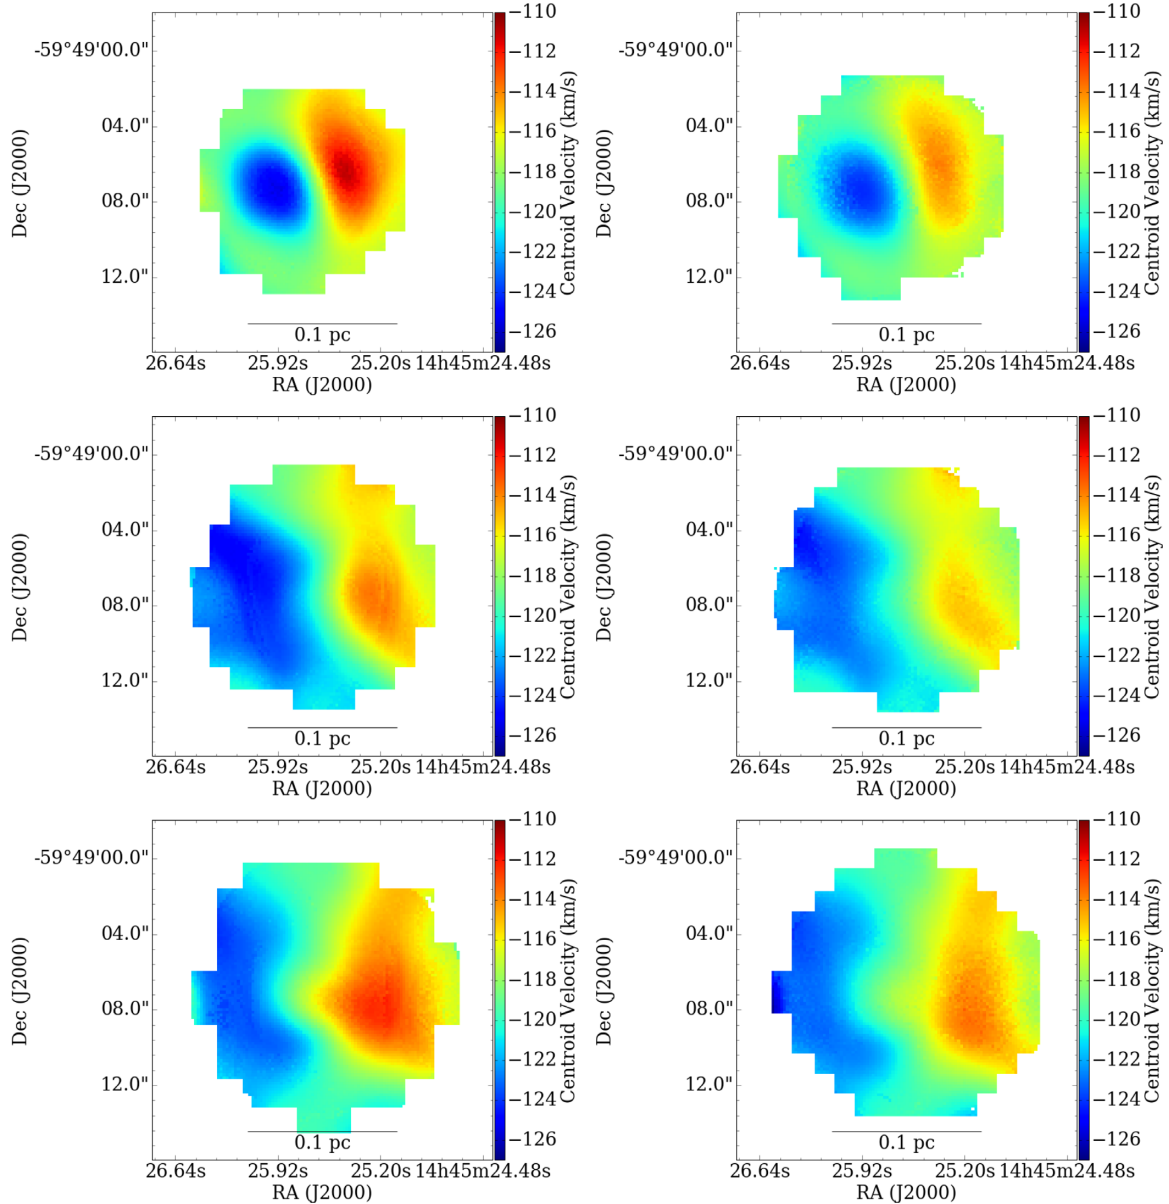 −110
-59°49'00.0"
−112
−114
04.0"
−116
−118
08.0"
−120
−122
12.0"
−124
−126
0.1 pc
26.64s 25.92s 25.20s 14h45m24.48s
RA (J2000)
Dec (J2000)
Centroid Velocity (km/s)
−110
-59°49'00.0"
−112
−114
04.0"
−116
−118
08.0"
−120
−122
12.0"
−124
−126
0.1 pc
26.64s 25.92s 25.20s 14h45m24.48s
RA (J2000)
Dec (J2000)
Centroid Velocity (km/s)
−110
-59°49'00.0"
−112
−114
04.0"
−116
−118
08.0"
−120
−122
12.0"
−124
−126
0.1 pc
26.64s 25.92s 25.20s 14h45m24.48s
RA (J2000)
Dec (J2000)
Centroid Velocity (km/s)
−110
-59°49'00.0"
−112
−114
04.0"
−116
−118
08.0"
−120
−122
12.0"
−124
−126
0.1 pc
26.64s 25.92s 25.20s 14h45m24.48s
RA (J2000)
Dec (J2000)
Centroid Velocity (km/s)
−110
-59°49'00.0"
−112
−114
04.0"
−116
−118
08.0"
−120
−122
12.0"
−124
−126
0.1 pc
26.64s 25.92s 25.20s 14h45m24.48s
RA (J2000)
Dec (J2000)
Centroid Velocity (km/s)
−110
-59°49'00.0"
−112
−114
04.0"
−116
−118
08.0"
−120
−122
12.0"
−124
−126
0.1 pc
26.64s 25.92s 25.20s 14h45m24.48s
RA (J2000)
Dec (J2000)
Centroid Velocity (km/s)